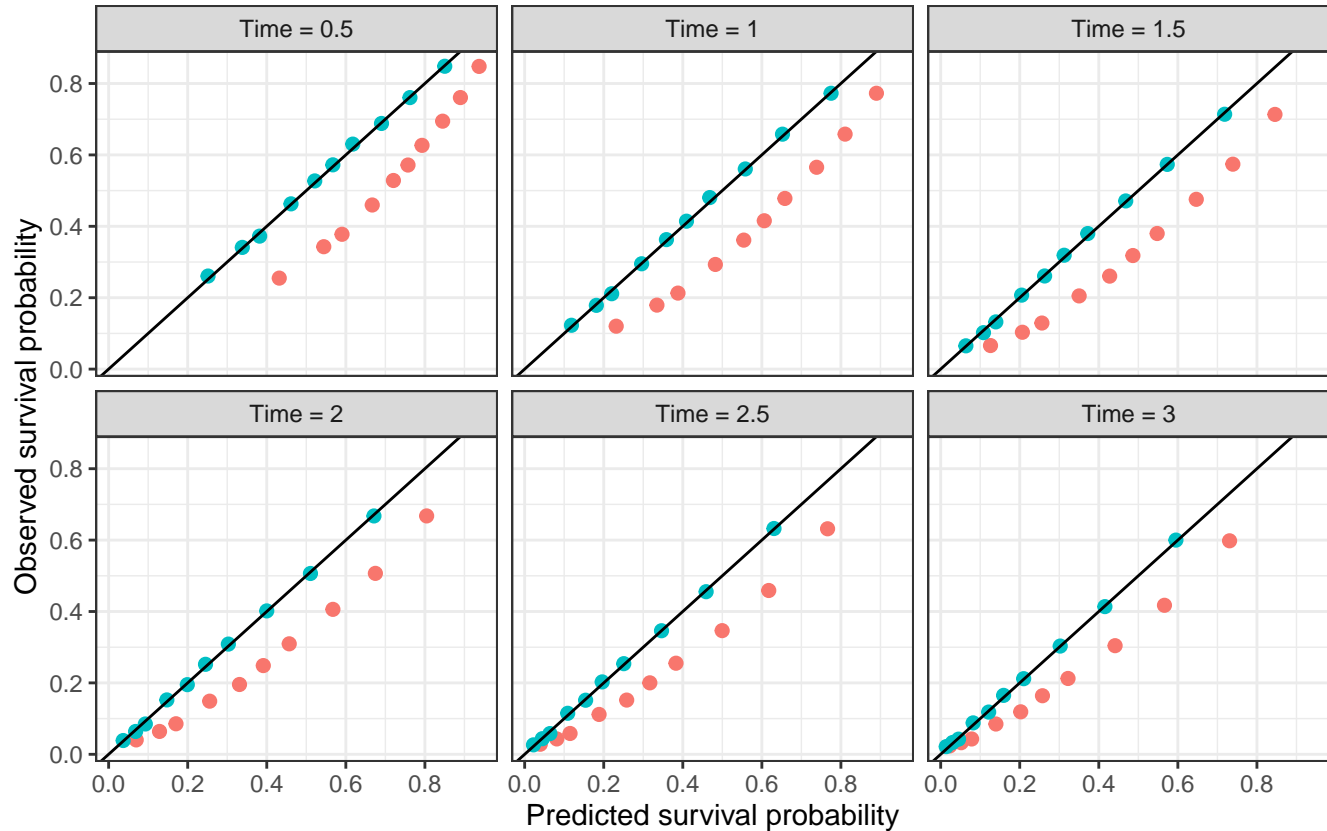 Time = 0.5
Time = 1
Time = 1.5
0.8
0.6
0.4
0.2
0.0
Time = 2
Time = 2.5
Time = 3
0.8
0.6
0.4
0.2
0.0
0.0 0.2 0.4 0.6 0.8
0.0 0.2 0.4 0.6 0.8
0.0 0.2 0.4 0.6 0.8
Observed survival probability
Predicted survival probability